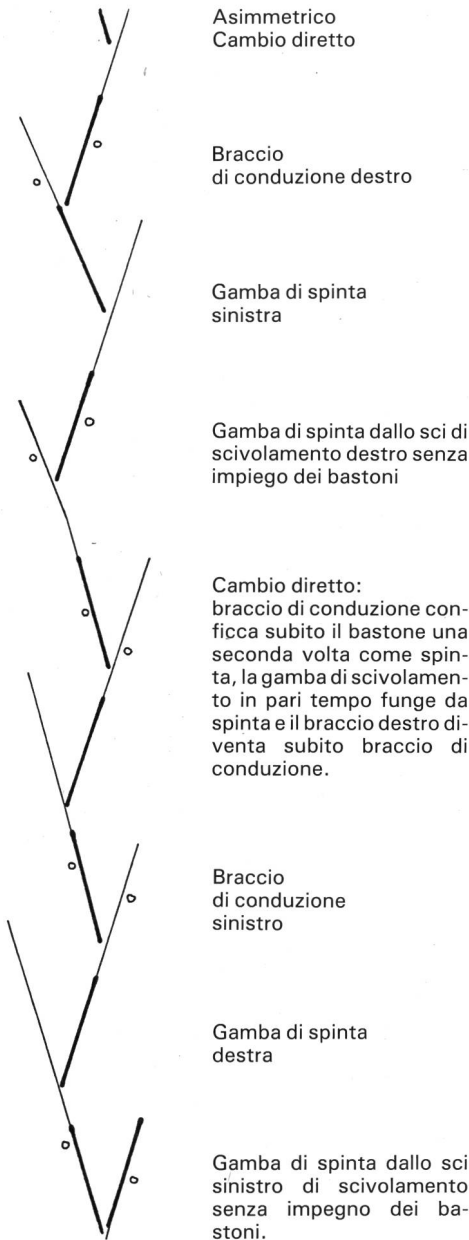 Asimmetrico
Cambio diretto
Braccio
di conduzione destro
Gamba di spinta
sinistra
Gamba di spinta dallo sci di
scivolamento destro senza
impiego dei bastoni
Cambio diretto:
braccio di conduzione con-
ficca subito il bastone una
seconda volta come spin-
ta, la gamba di scivolamen-
to in pari tempo funge da
spinta e il braccio destro di-
venta subito braccio di
conduzione.
Braccio
di conduzione
sinistro
Gamba di spinta
destra
Gamba di spinta dallo sci
sinistro di scivolamento
senza impegno dei ba-
stoni.